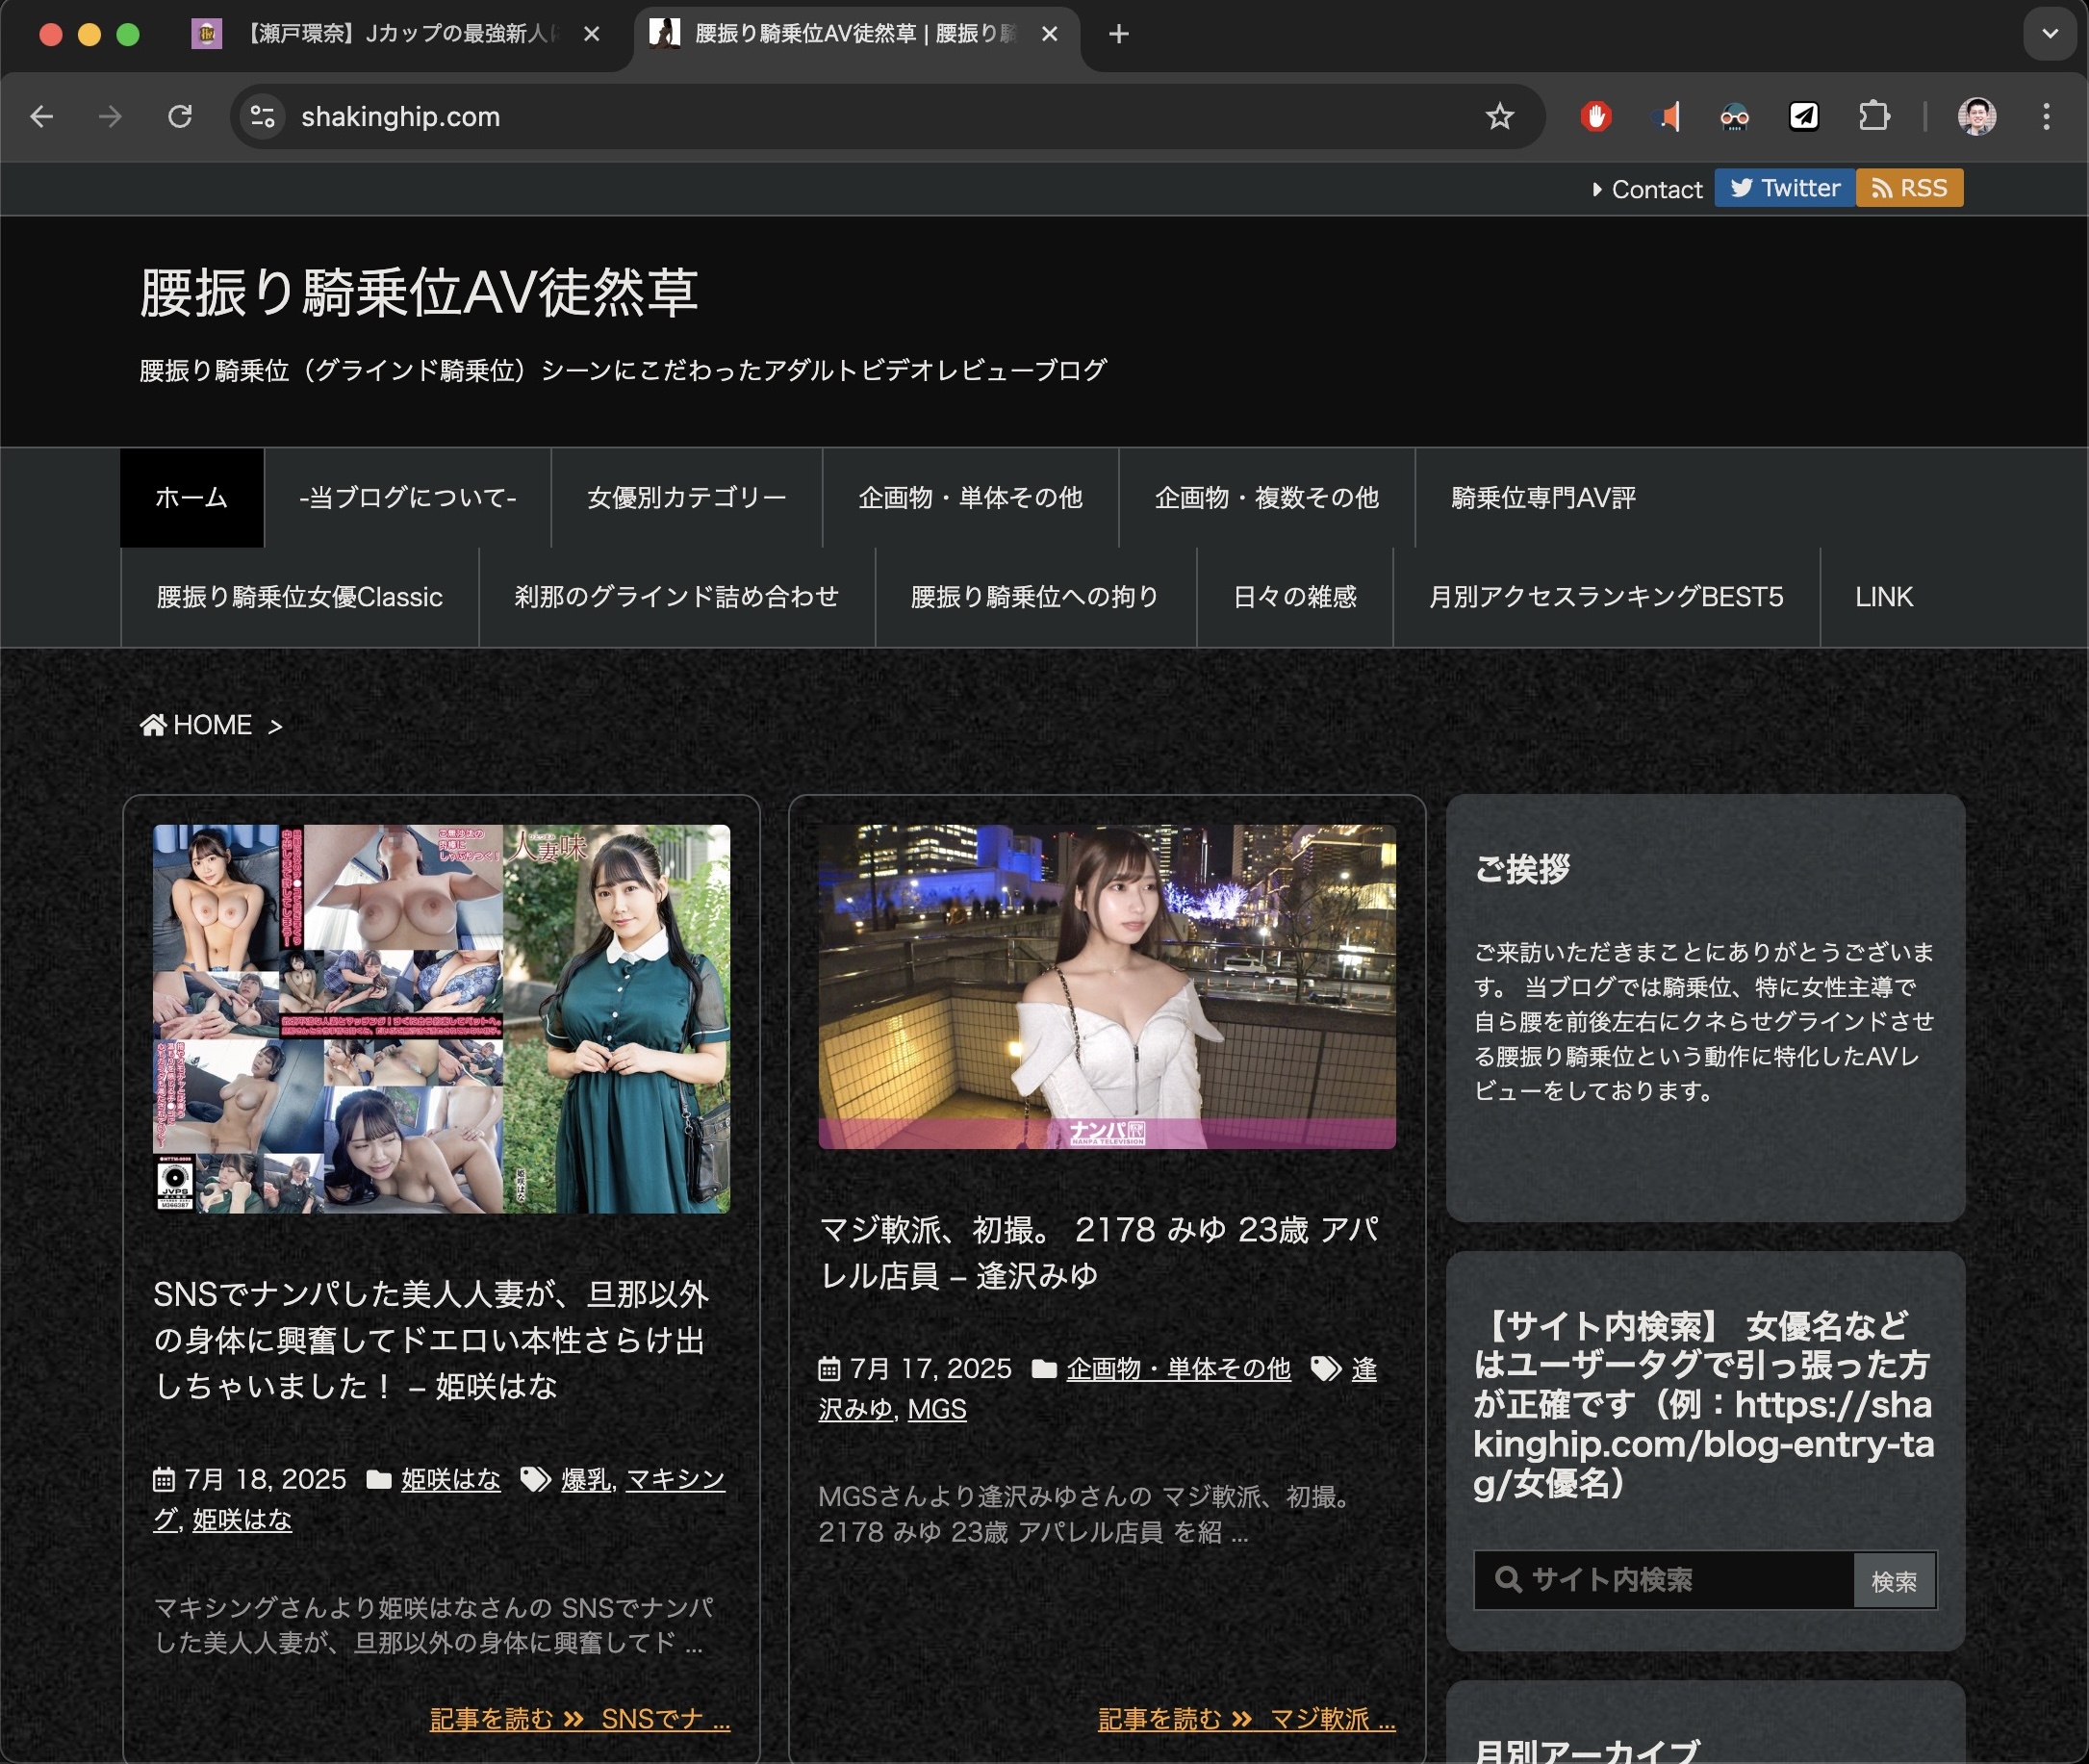 【瀬戸環奈】Jカップの最強新人
腰振り騎乗位AV徒然草 | 腰振り
shakinghip.com
Contact
Twitter
RSS
腰振り騎乗位AV徒然草
腰振り騎乗位（グラインド騎乗位）シーンにこだわったアダルトビデオレビューブログ
ホーム
-当ブログについて-
女優別カテゴリー
企画物・単体その他
企画物・複数その他
騎乗位専門AV評
腰振り騎乗位女優Classic
刹那のグラインド詰め合わせ
腰振り騎乗位への拘り
日々の雑感
月別アクセスランキングBEST5
LINK
HOME >
人妻味
姫咲はな
JVPS
SNSでナンパした美人人妻が、旦那以外
の身体に興奮してドエロい本性さらけ出
しちゃいました！ – 姫咲はな
7月 18, 2025 姫咲はな 爆乳, マキシン
グ, 姫咲はな
マキシングさんより姫咲はなさんの SNSでナンパ
した美人人妻が、旦那以外の身体に興奮してド ...
記事を読む SNSでナ ...
ナンパTV
NANPA TELEVISION
マジ軟派、初撮。 2178 みゆ 23歳 アパ
レル店員 – 逢沢みゆ
7月 17, 2025 企画物・単体その他 逢
沢みゆ, MGS
MGSさんより逢沢みゆさんの マジ軟派、初撮。
2178 みゆ 23歳 アパレル店員 を紹 ...
記事を読む マジ軟派 ...
ご挨拶
ご来訪いただきまことにありがとうございま
す。 当ブログでは騎乗位、特に女性主導で
自ら腰を前後左右にクネらせグラインドさせ
る腰振り騎乗位という動作に特化したAVレ
ビューをしております。
【サイト内検索】 女優名など
はユーザータグで引っ張った方
が正確です（例：https://sha
kinghip.com/blog-entry-ta
g/女優名）
サイト内検索
検索
月別アーカイブ